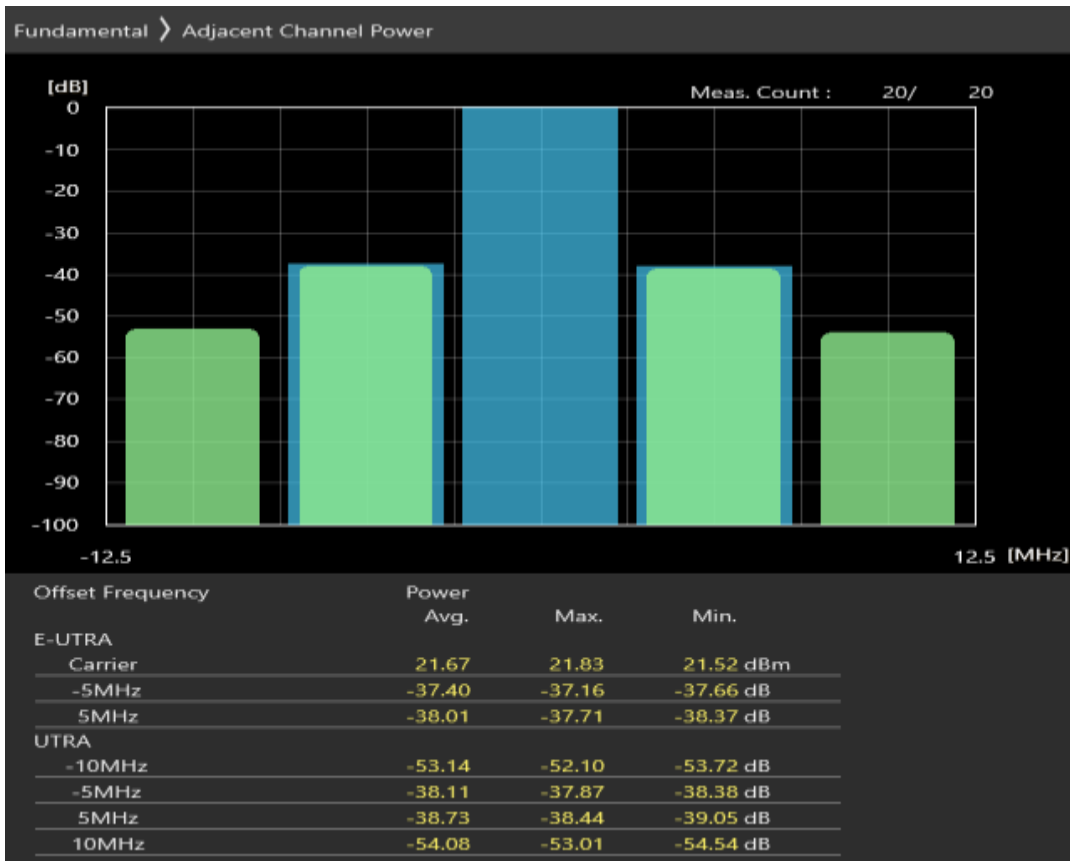 Fundamental ❯ Adjacent Channel Power
[dB]
Meas. Count : 20/ 20
0
-10
-20
-30
-40
-50
-60
-70
-80
-90
-100
-12.5 12.5 [MHz]
Offset Frequency Power
Avg. Max. Min.
E-UTRA
Carrier 21.67 21.83 21.52 dBm
-5MHz -37.40 -37.16 -37.66 dB
5MHz -38.01 -37.71 -38.37 dB
UTRA
-10MHz -53.14 -52.10 -53.72 dB
-5MHz -38.11 -37.87 -38.38 dB
5MHz -38.73 -38.44 -39.05 dB
10MHz -54.08 -53.01 -54.54 dB